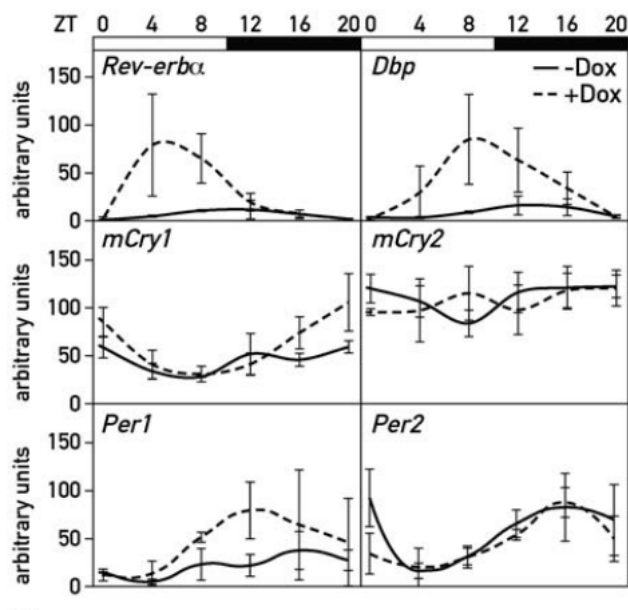 ZT 0 4 8 12 16 20 0 4 8 12 16 20
Rev-erbα
Dbp
-Dox
+Dox
150
100
50
0
arbitrary units
mCry1
mCry2
150
100
50
0
arbitrary units
Per1
Per2
150
100
50
0
arbitrary units